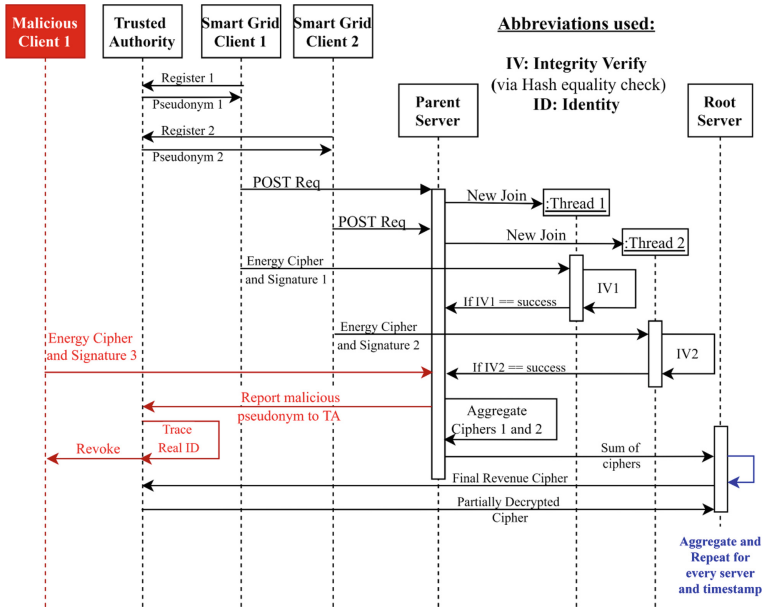 Malicious
Client 1
Trusted
Authority
Smart Grid
Client 1
Smart Grid
Client 2
Abbreviations used:
IV: Integrity Verify
(via Hash equality check)
ID: Identity
Parent
Server
Root
Server
Register 1
Pseudonym 1
Register 2
Pseudonym 2
POST Req
New Join
:Thread 1
POST Req
New Join
:Thread 2
Energy Cipher
and Signature 1
IV1
If IV1 == success
Energy Cipher
and Signature 2
IV2
Energy Cipher
and Signature 3
If IV2 == success
Report malicious
pseudonym to TA
Aggregate
Ciphers 1 and 2
Trace
Real ID
Revoke
Sum of
ciphers
Final Revenue Cipher
Partially Decrypted
Cipher
Aggregate and
Repeat for
every server
and timestamp